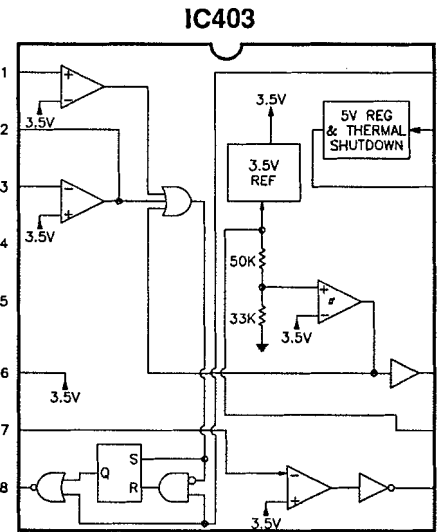 IC403
1
3.5V
2
3
3.5V
4
5
6
3.5V
7
8
3.5V
3.5V
REF
5V REG
& THERMAL
SHUTDOWN
50K
33K
3.5V
Q
S
R
3.5V
+
-
-
+
+
-
-
+